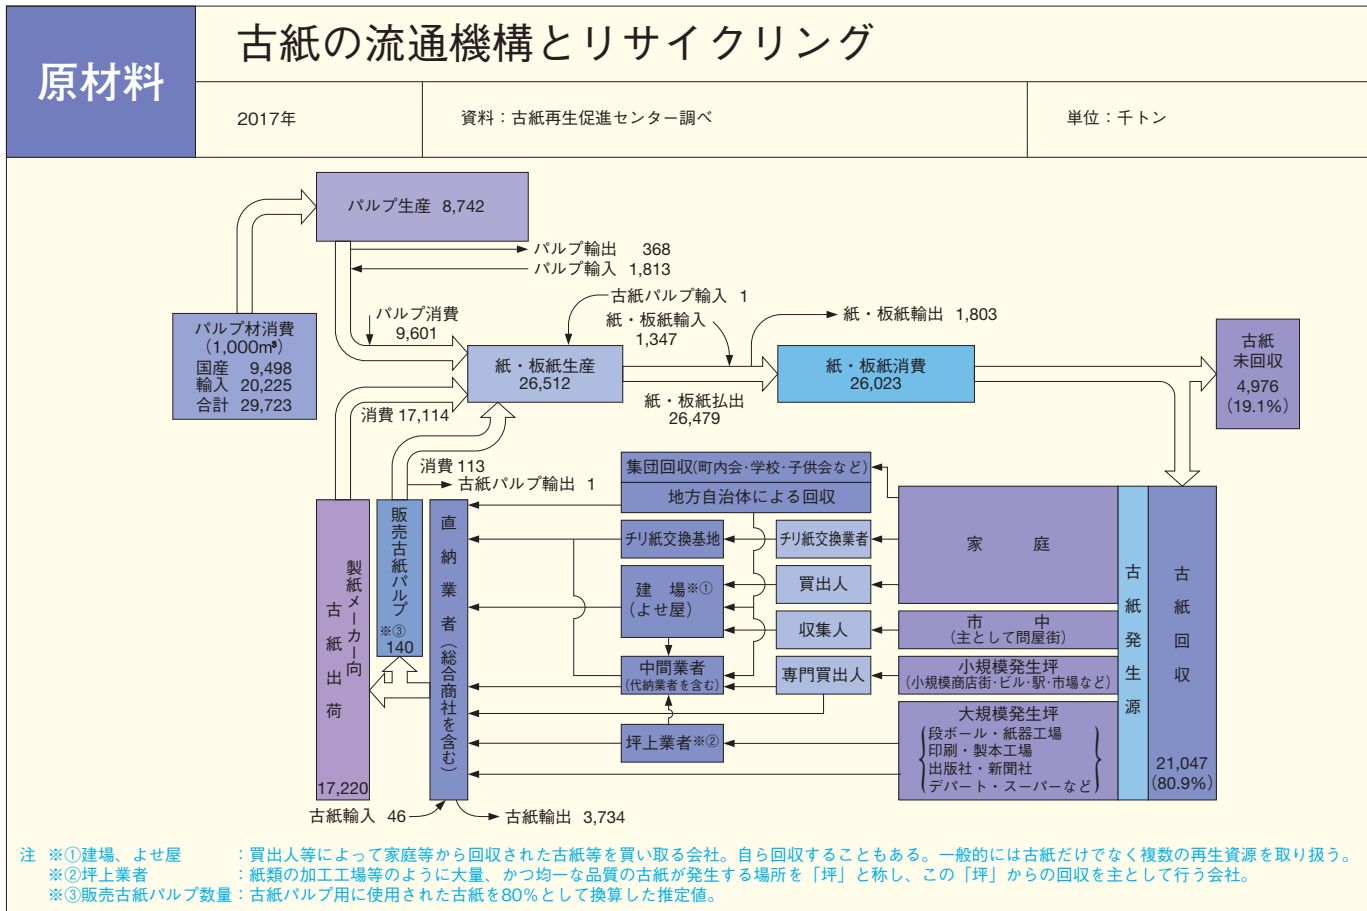 原材料
古紙の流通機構とリサイクリング
2017年
資料：古紙再生促進センター調べ
単位：千トン
パルプ生産 8,742
パルプ輸出 368
パルプ輸入 1,813
古紙パルプ輸入 1
パルプ消費
9,601
紙・板紙輸入
1,347
紙・板紙輸出 1,803
パルプ材消費
（1,000m³）
国産 9,498
輸入 20,225
合計 29,723
紙・板紙生産
26,512
紙・板紙消費
26,023
古紙
未回収
4,976
（19.1%）
消費 17,114
紙・板紙払出
26,479
消費 113
古紙パルプ輸出 1
製紙メーカー向
古紙出荷
17,220
販売古紙パルプ
※③
140
直納業者（総合商社を含む）
集団回収（町内会・学校・子供会など）
地方自治体による回収
チリ紙交換基地
チリ紙交換業者
建場※①
（よせ屋）
買出人
収集人
中間業者
（代納業者を含む）
専門買出人
坪上業者※②
家庭
市中
（主として問屋街）
小規模発生坪
（小規模商店街・ビル・駅・市場など）
大規模発生坪
段ボール・紙器工場
印刷・製本工場
出版社・新聞社
デパート・スーパーなど
古紙発生源
古紙回収
21,047
（80.9%）
古紙輸入 46
古紙輸出 3,734
注 ※①建場、よせ屋 ：買出人等によって家庭等から回収された古紙等を買い取る会社。自ら回収することもある。一般的には古紙だけでなく複数の再生資源を取り扱う。
※②坪上業者 ：紙類の加工工場等のように大量、かつ均一な品質の古紙が発生する場所を「坪」と称し、この「坪」からの回収を主として行う会社。
※③販売古紙パルプ数量：古紙パルプ用に使用された古紙を80％として換算した推定値。